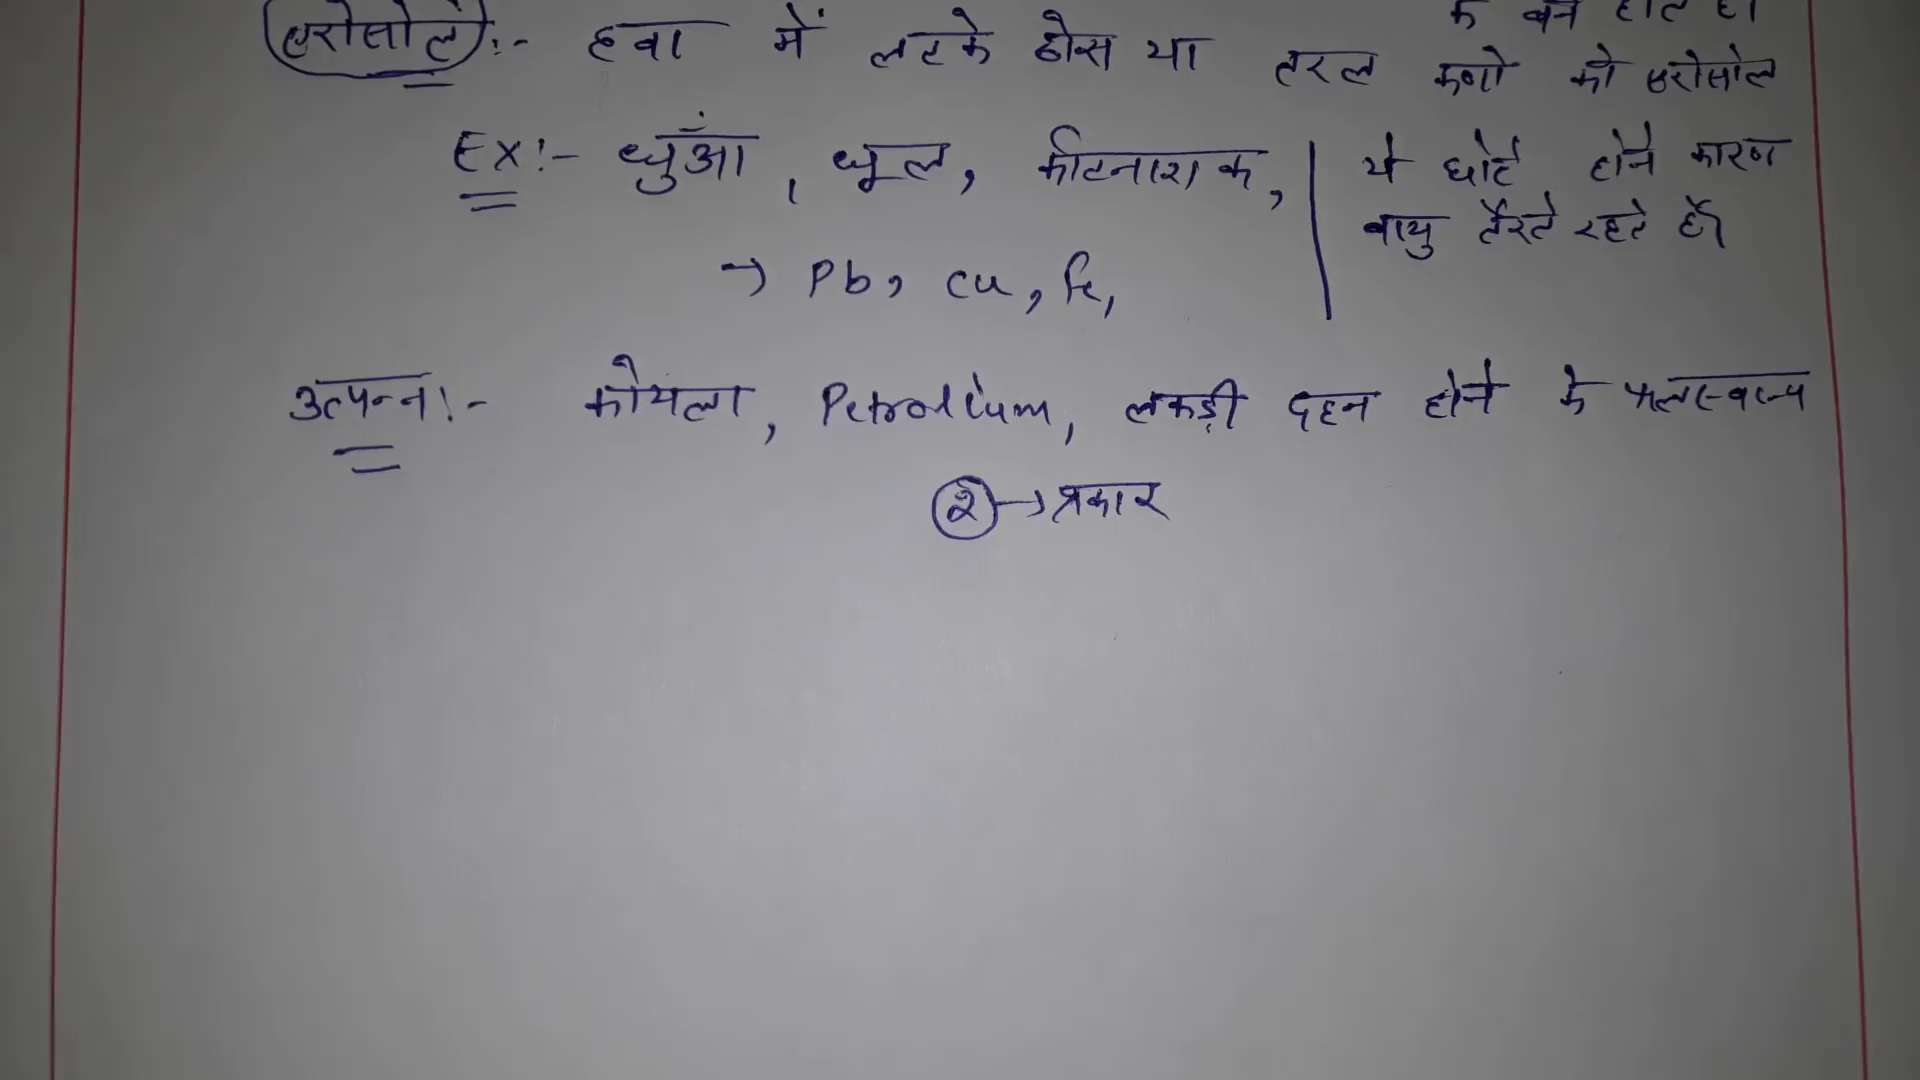 के बने होते है।
एरोसोल :- हवा में लटके ठोस या तरल कणो को एरोसोल
Ex:- धुँआ, धूल, कीटनाशक,
ये छोटे होने कारण
वायु तैरते रहते है।
→ Pb, cu, fe,
उत्पन्न :- कोयला, Petroleum, लकड़ी दहन होने के फलस्वरूप
② → प्रकार